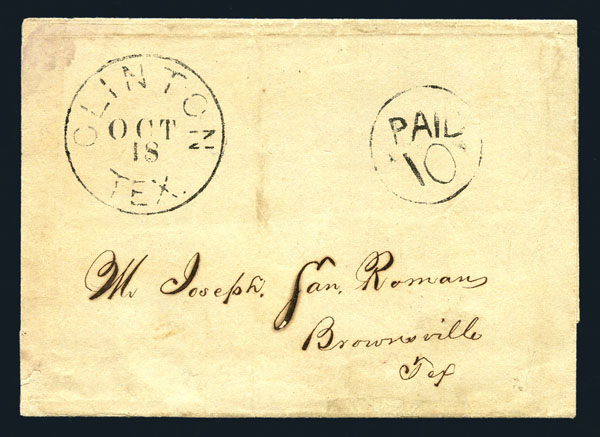 CLINTON
OCT
18
TEX.
PAID
10
Mr Joseph. San. Roman
Brownsville
Tex